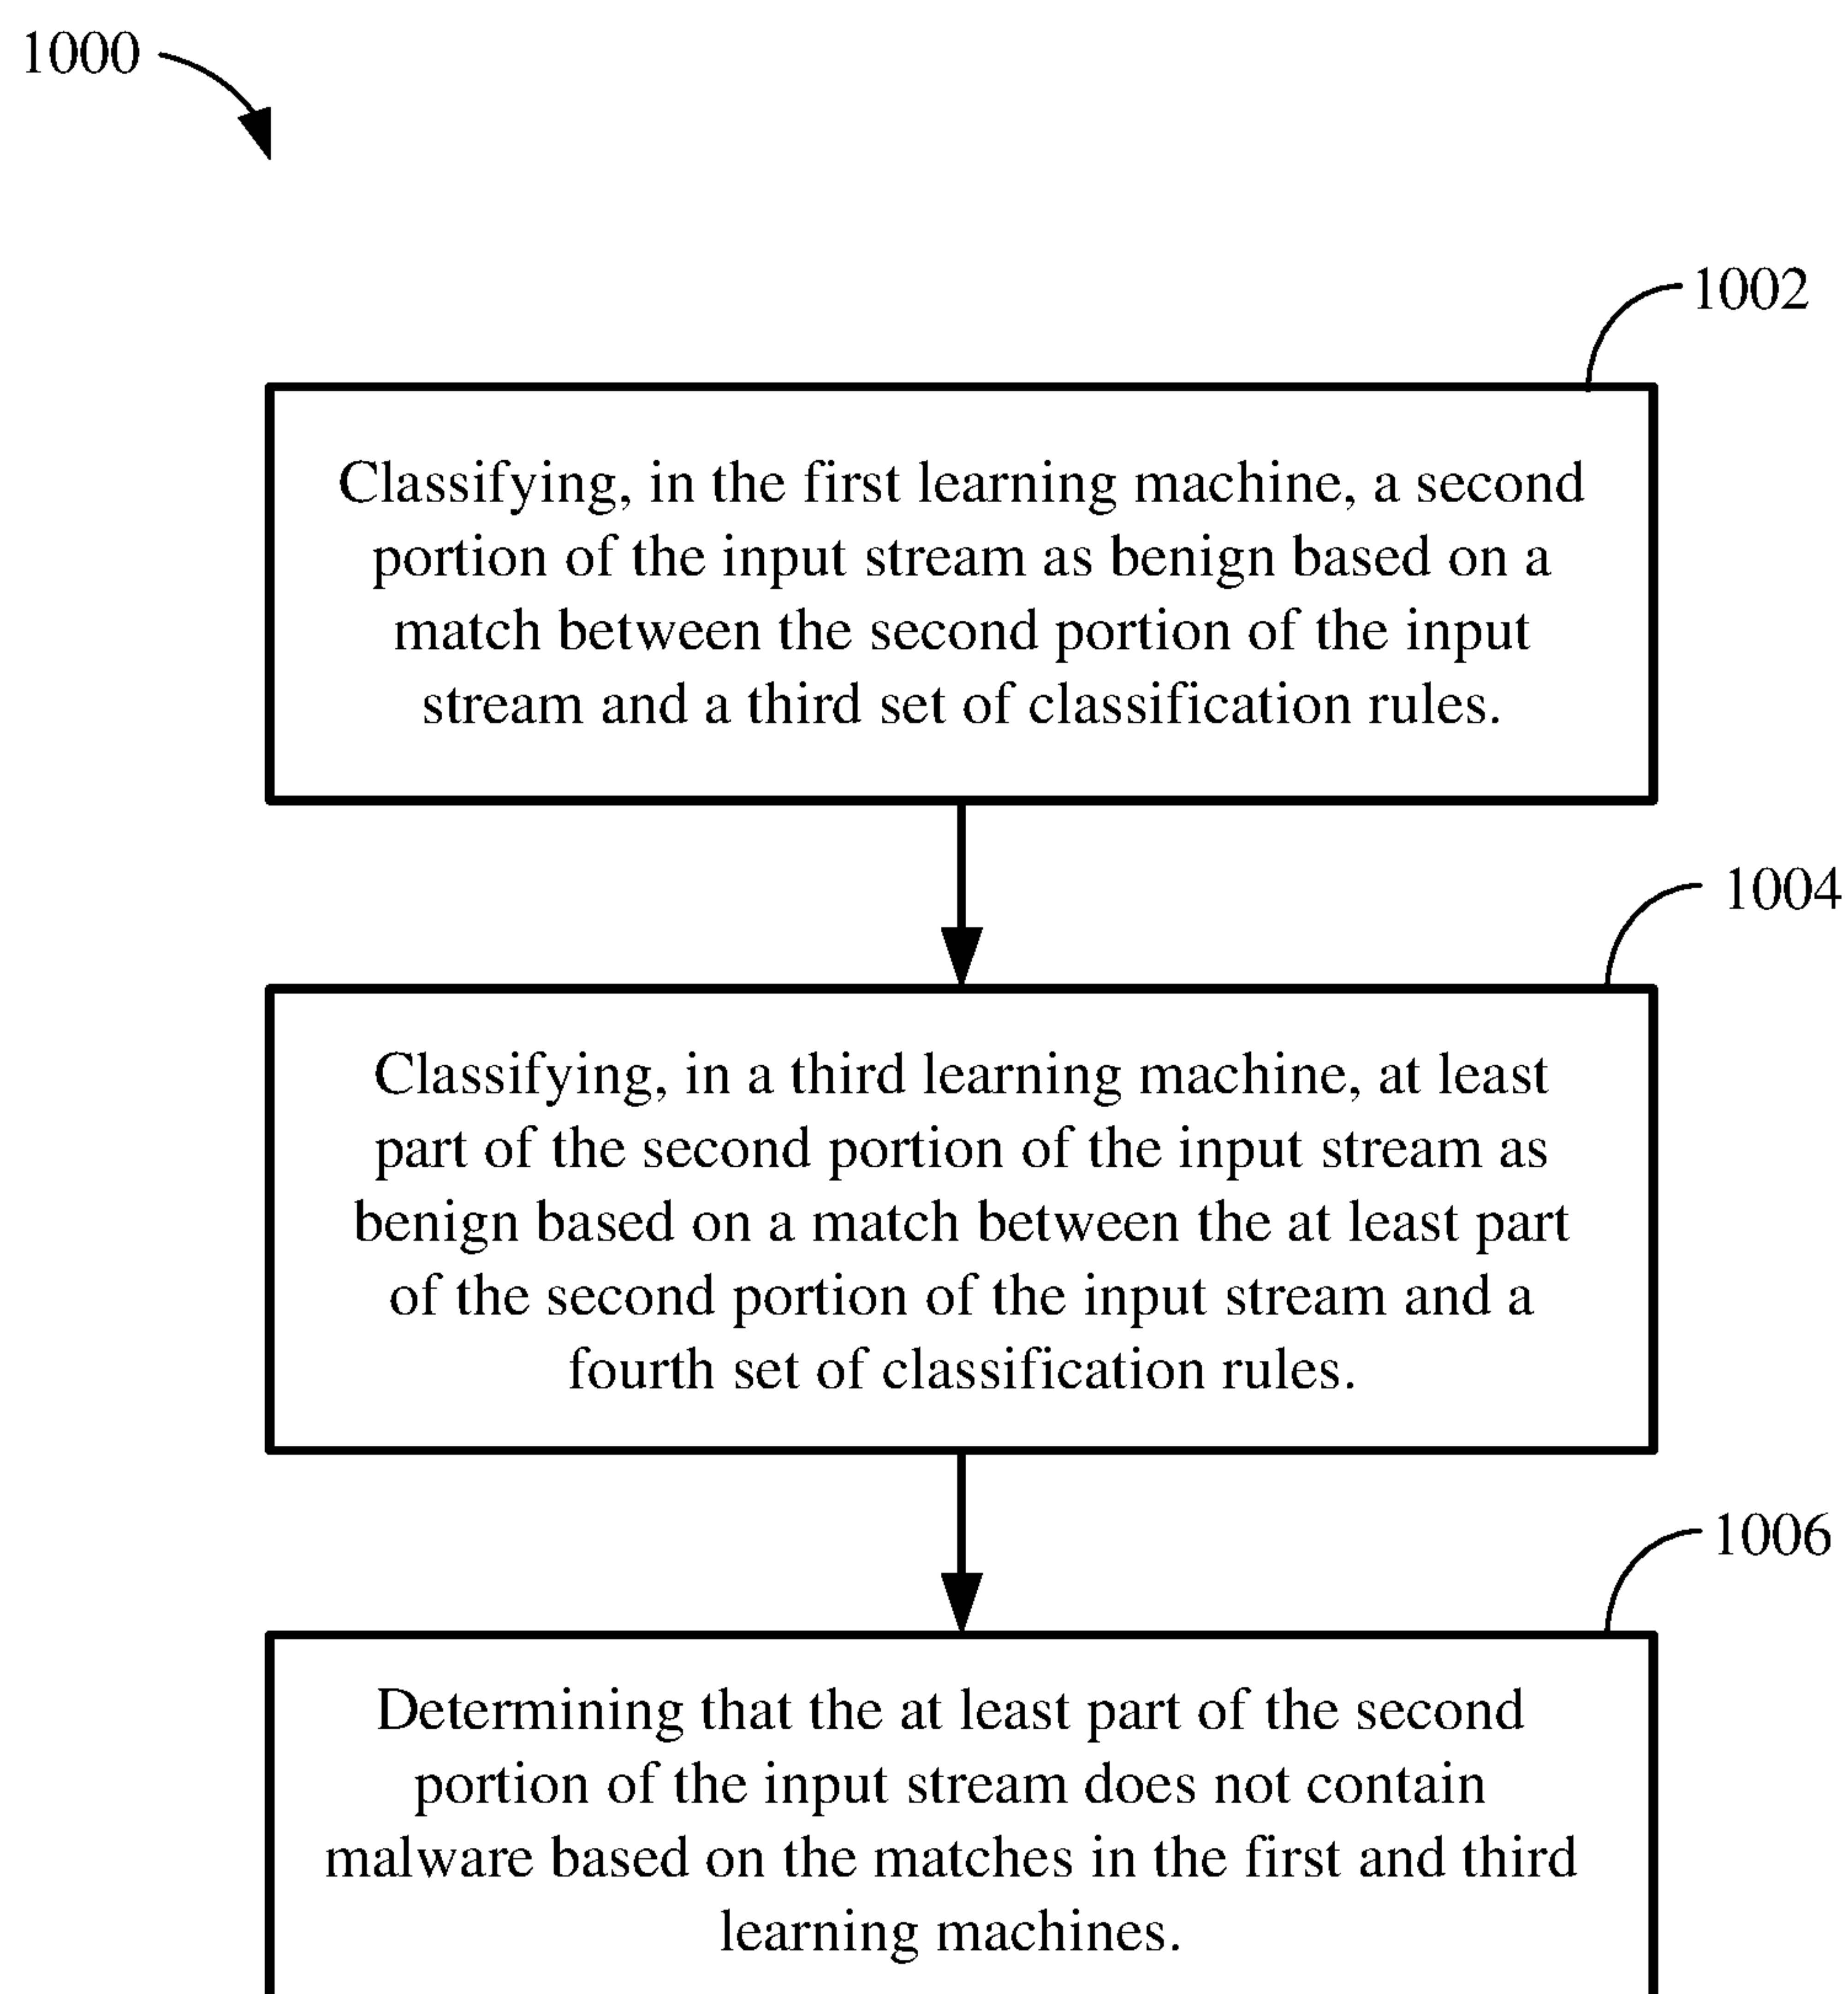 1000
1002
Classifying, in the first learning machine, a second
portion of the input stream as benign based on a
match between the second portion of the input
stream and a third set of classification rules.
1004
Classifying, in a third learning machine, at least
part of the second portion of the input stream as
benign based on a match between the at least part
of the second portion of the input stream and a
fourth set of classification rules.
1006
Determining that the at least part of the second
portion of the input stream does not contain
malware based on the matches in the first and third
learning machines.